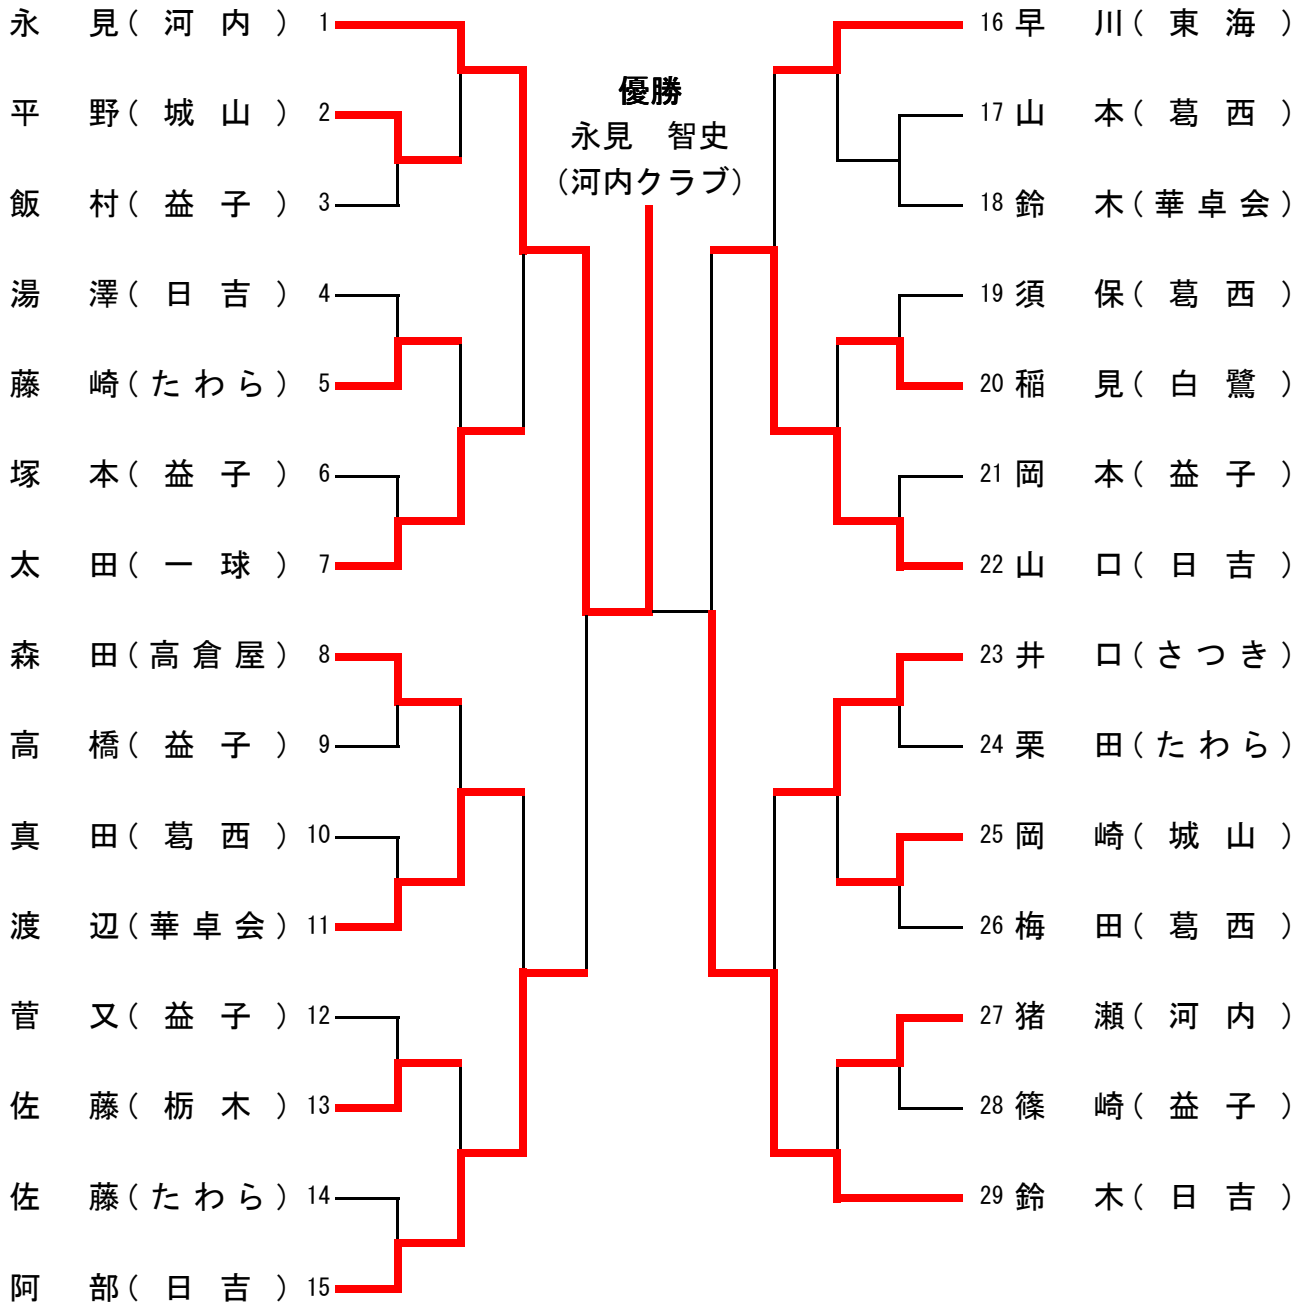 永見(河内) 1
平野(城山) 2
飯村(益子) 3
湯澤(日吉) 4
藤崎(たわら) 5
塚本(益子) 6
太田(一球) 7
森田(高倉屋) 8
高橋(益子) 9
真田(葛西) 10
渡辺(華卓会) 11
菅又(益子) 12
佐藤(栃木) 13
佐藤(たわら) 14
阿部(日吉) 15
優勝
永見 智史
(河内クラブ)
16 早川(東海)
17 山本(葛西)
18 鈴木(華卓会)
19 須保(葛西)
20 稲見(白鷺)
21 岡本(益子)
22 山口(日吉)
23 井口(さつき)
24 栗田(たわら)
25 岡崎(城山)
26 梅田(葛西)
27 猪瀬(河内)
28 篠崎(益子)
29 鈴木(日吉)